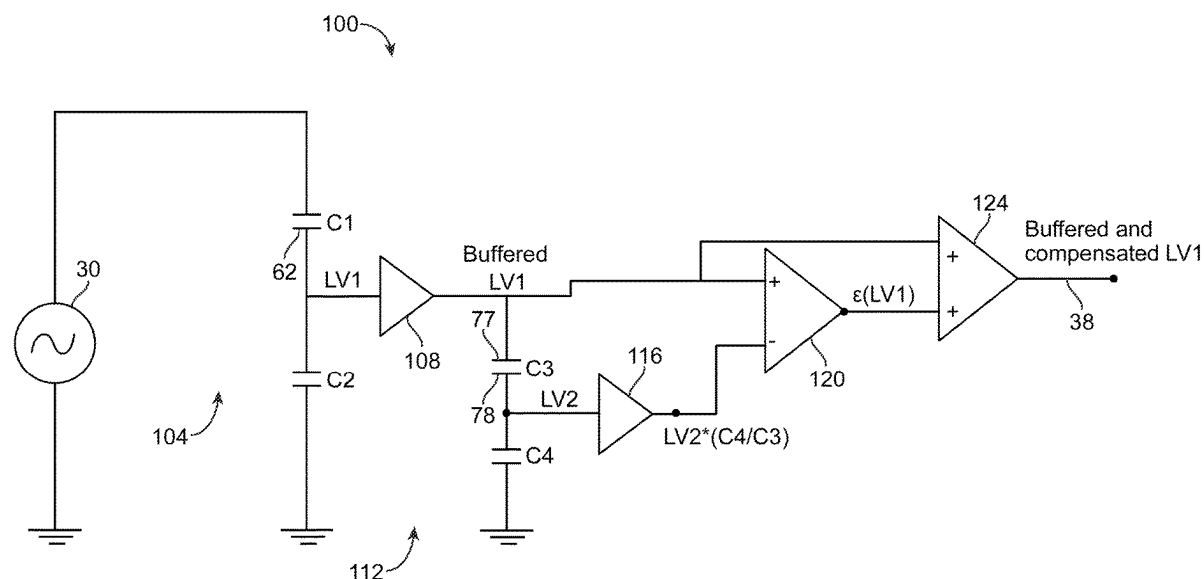 100
124
Buffered and
compensated LV1
C1
62
30
LV1
Buffered
LV1
+
+
ε(LV1)
+
38
77
108
C3
116
-
120
C2
78
LV2
104
C4
LV2*(C4/C3)
112